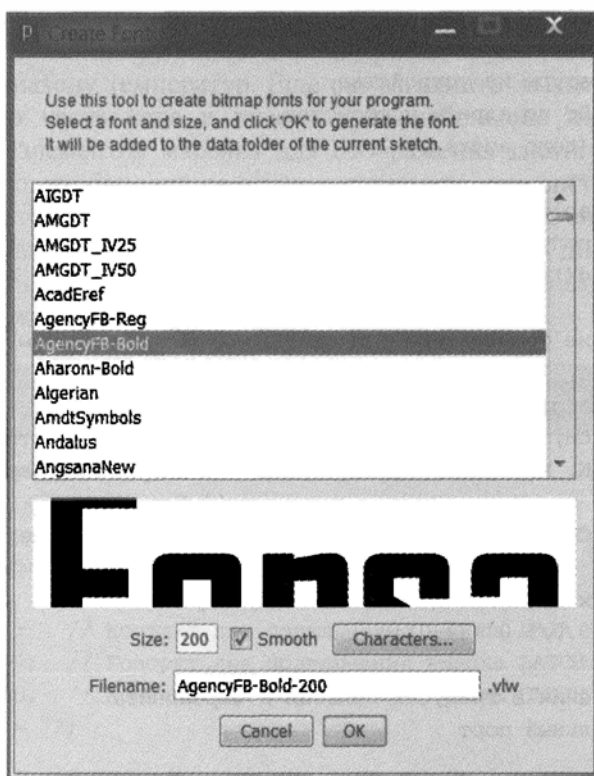 p Create Font
Use this tool to create bitmap fonts for your program.
Select a font and size, and click 'OK' to generate the font.
It will be added to the data folder of the current sketch.
AIGDT
AMGDT
AMGDT_IV25
AMGDT_IV50
AcadEref
AgencyFB-Reg
AgencyFB-Bold
Aharoni-Bold
Algerian
AmdtSymbols
Andalus
AngsanaNew
Size: 200 Smooth Characters...
Filename: AgencyFB-Bold-200 .vlw
Cancel OK